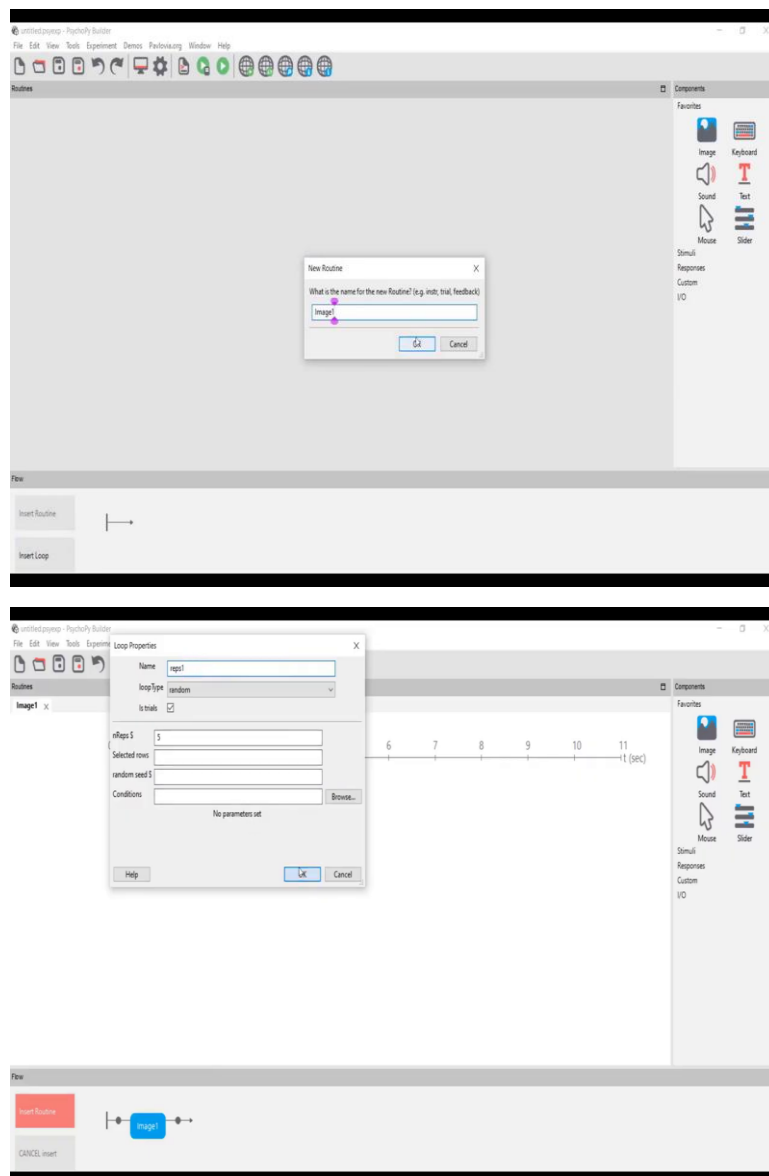 untitled.psyexp - PsychoPy Builder
File Edit View Tools Experiment Demos Pavlovia.org Window Help
Routines
Components
Favorites
Image Keyboard
Sound Text
Mouse Slider
Stimuli
Responses
Custom
I/O
New Routine X
What is the name for the new Routine? (e.g. instr, trial, feedback)
Image1
OK Cancel
Flow
Insert Routine
Insert Loop
untitled.psyexp - PsychoPy Builder
File Edit View Tools
Loop Properties X
Name reps1
loopType random
Is trials
nReps $ 5
Selected rows
random seed $
Conditions Browse...
No parameters set
Help OK Cancel
Routines
Image1 x
6 7 8 9 10 11
t (sec)
Components
Favorites
Image Keyboard
Sound Text
Mouse Slider
Stimuli
Responses
Custom
I/O
Flow
Insert Routine
Image1
CANCEL insert